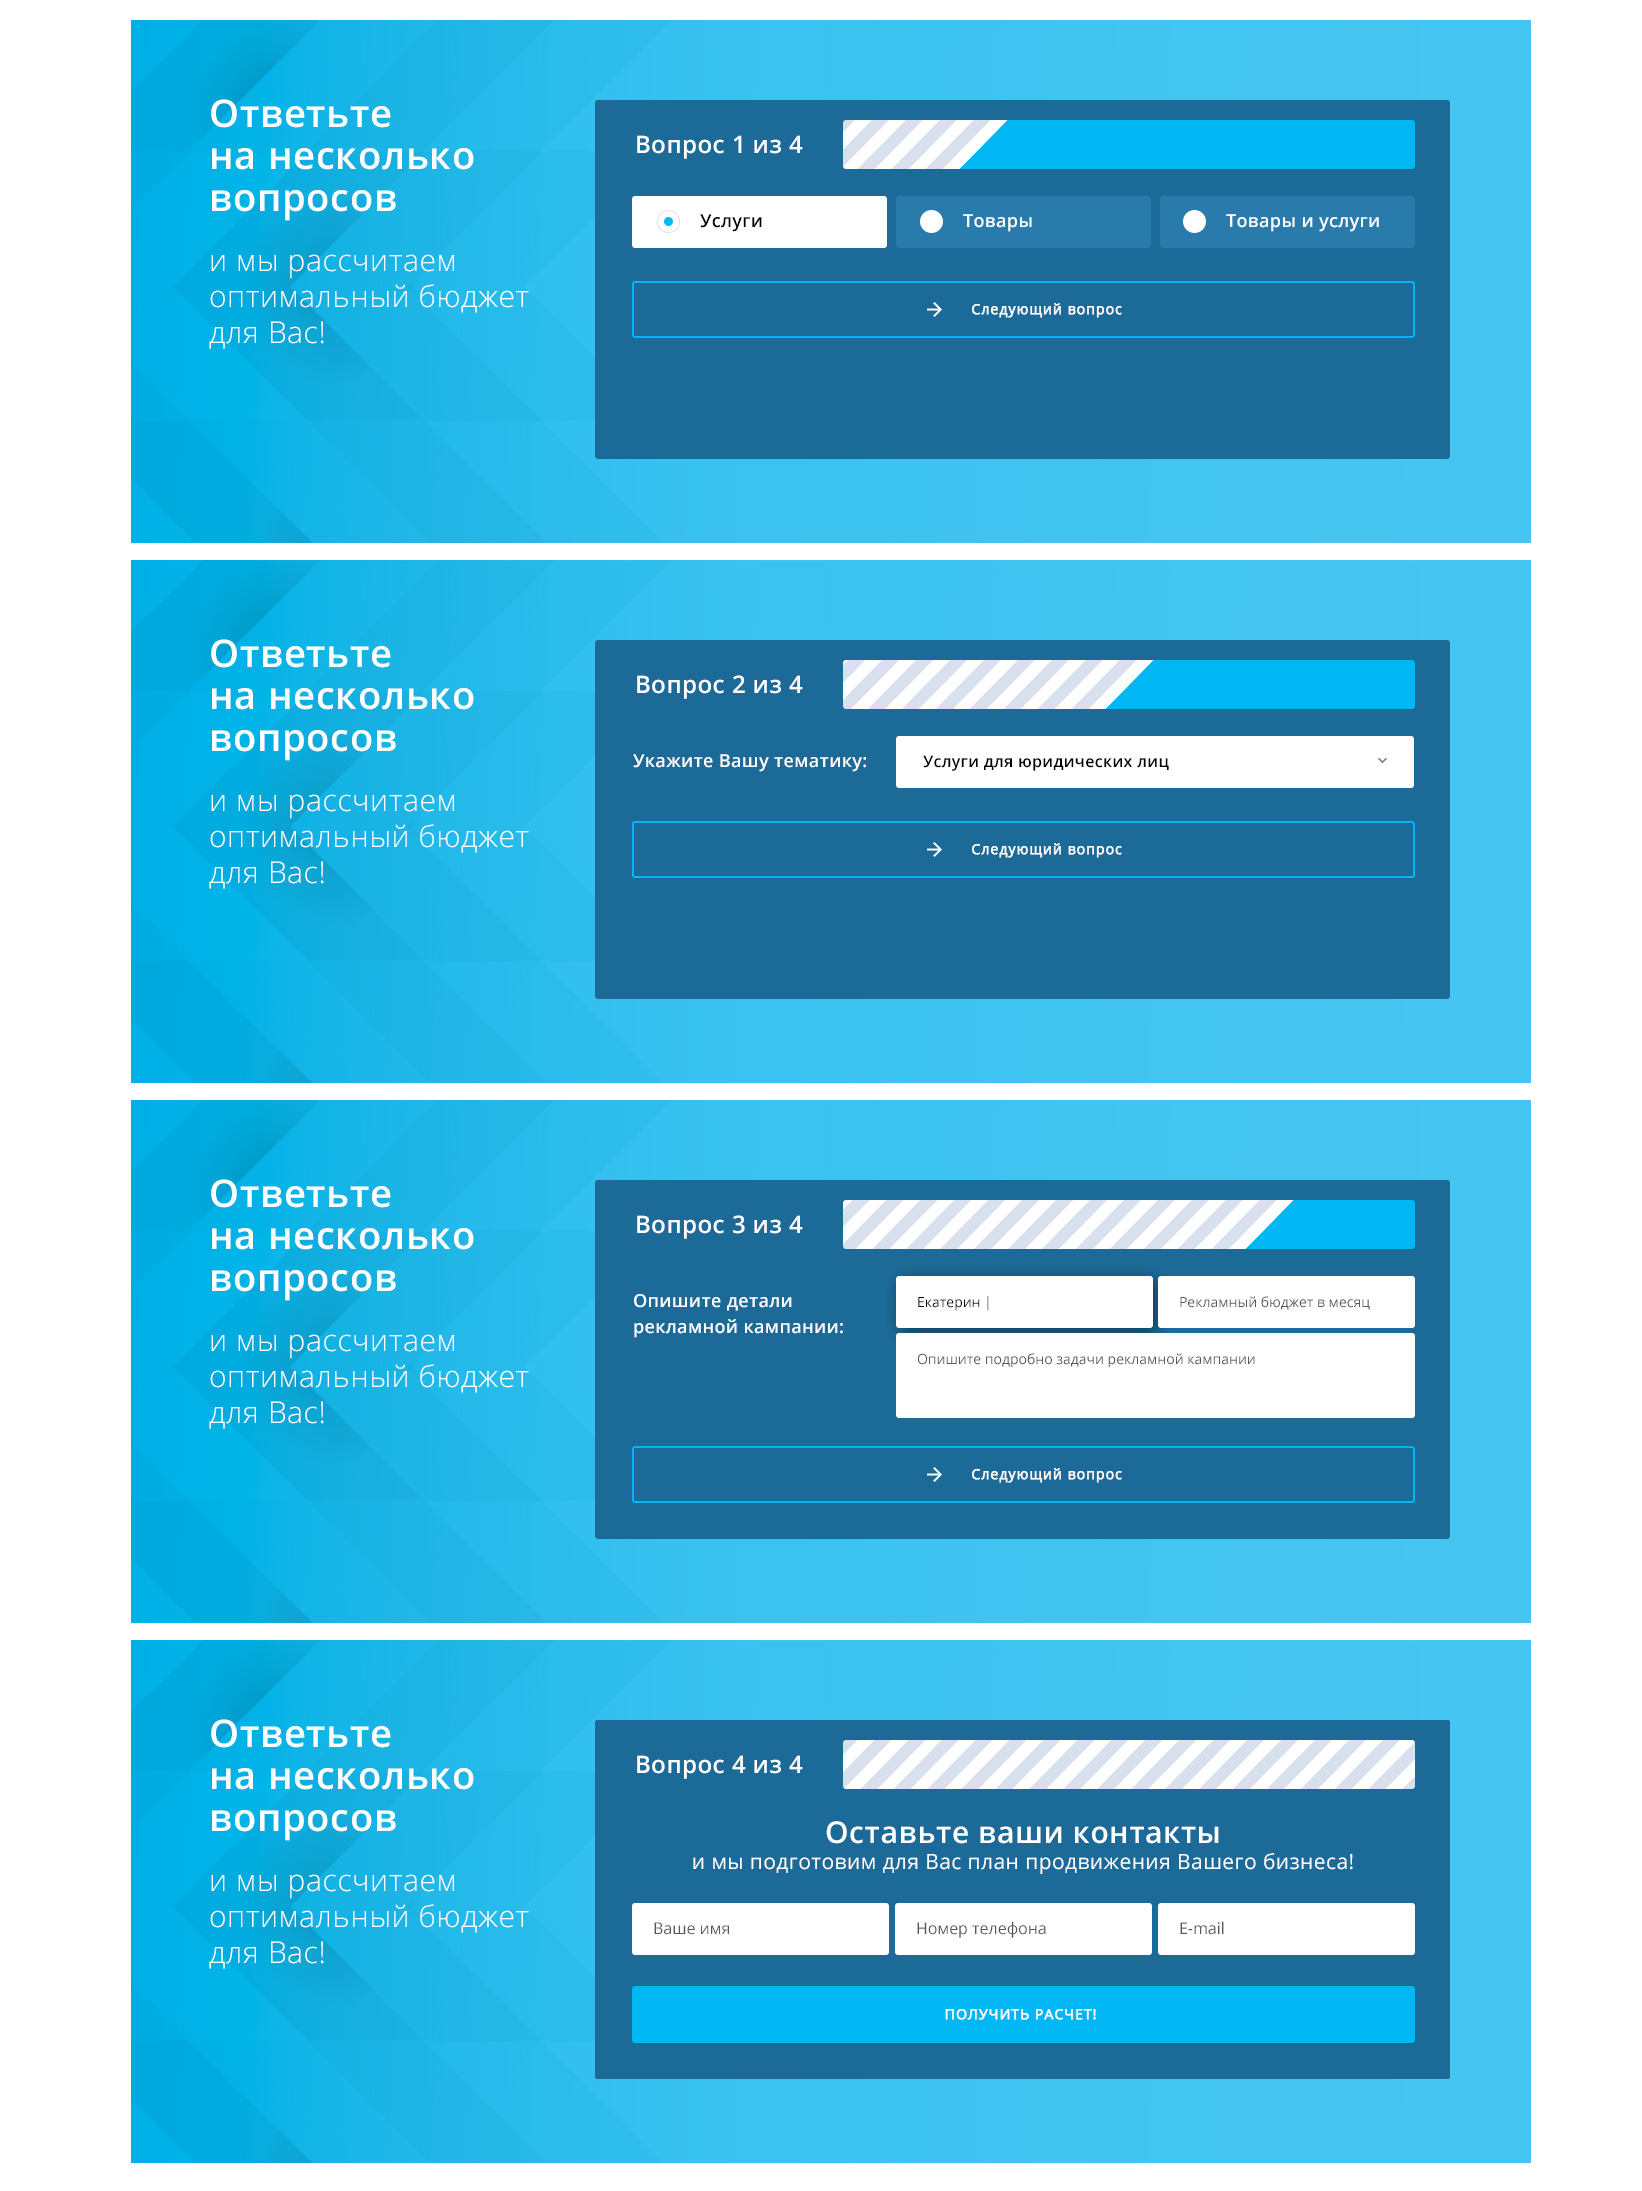 Ответьте
на несколько
вопросов
и мы рассчитаем
оптимальный бюджет
для Вас!
Вопрос 1 из 4
Услуги
Товары
Товары и услуги
Следующий вопрос
Ответьте
на несколько
вопросов
и мы рассчитаем
оптимальный бюджет
для Вас!
Вопрос 2 из 4
Укажите Вашу тематику:
Услуги для юридических лиц
Следующий вопрос
Ответьте
на несколько
вопросов
и мы рассчитаем
оптимальный бюджет
для Вас!
Вопрос 3 из 4
Опишите детали
рекламной кампании:
Екатерин |
Рекламный бюджет в месяц
Опишите подробно задачи рекламной кампании
Следующий вопрос
Ответьте
на несколько
вопросов
и мы рассчитаем
оптимальный бюджет
для Вас!
Вопрос 4 из 4
Оставьте ваши контакты
и мы подготовим для Вас план продвижения Вашего бизнеса!
Ваше имя
Номер телефона
E-mail
ПОЛУЧИТЬ РАСЧЕТ!